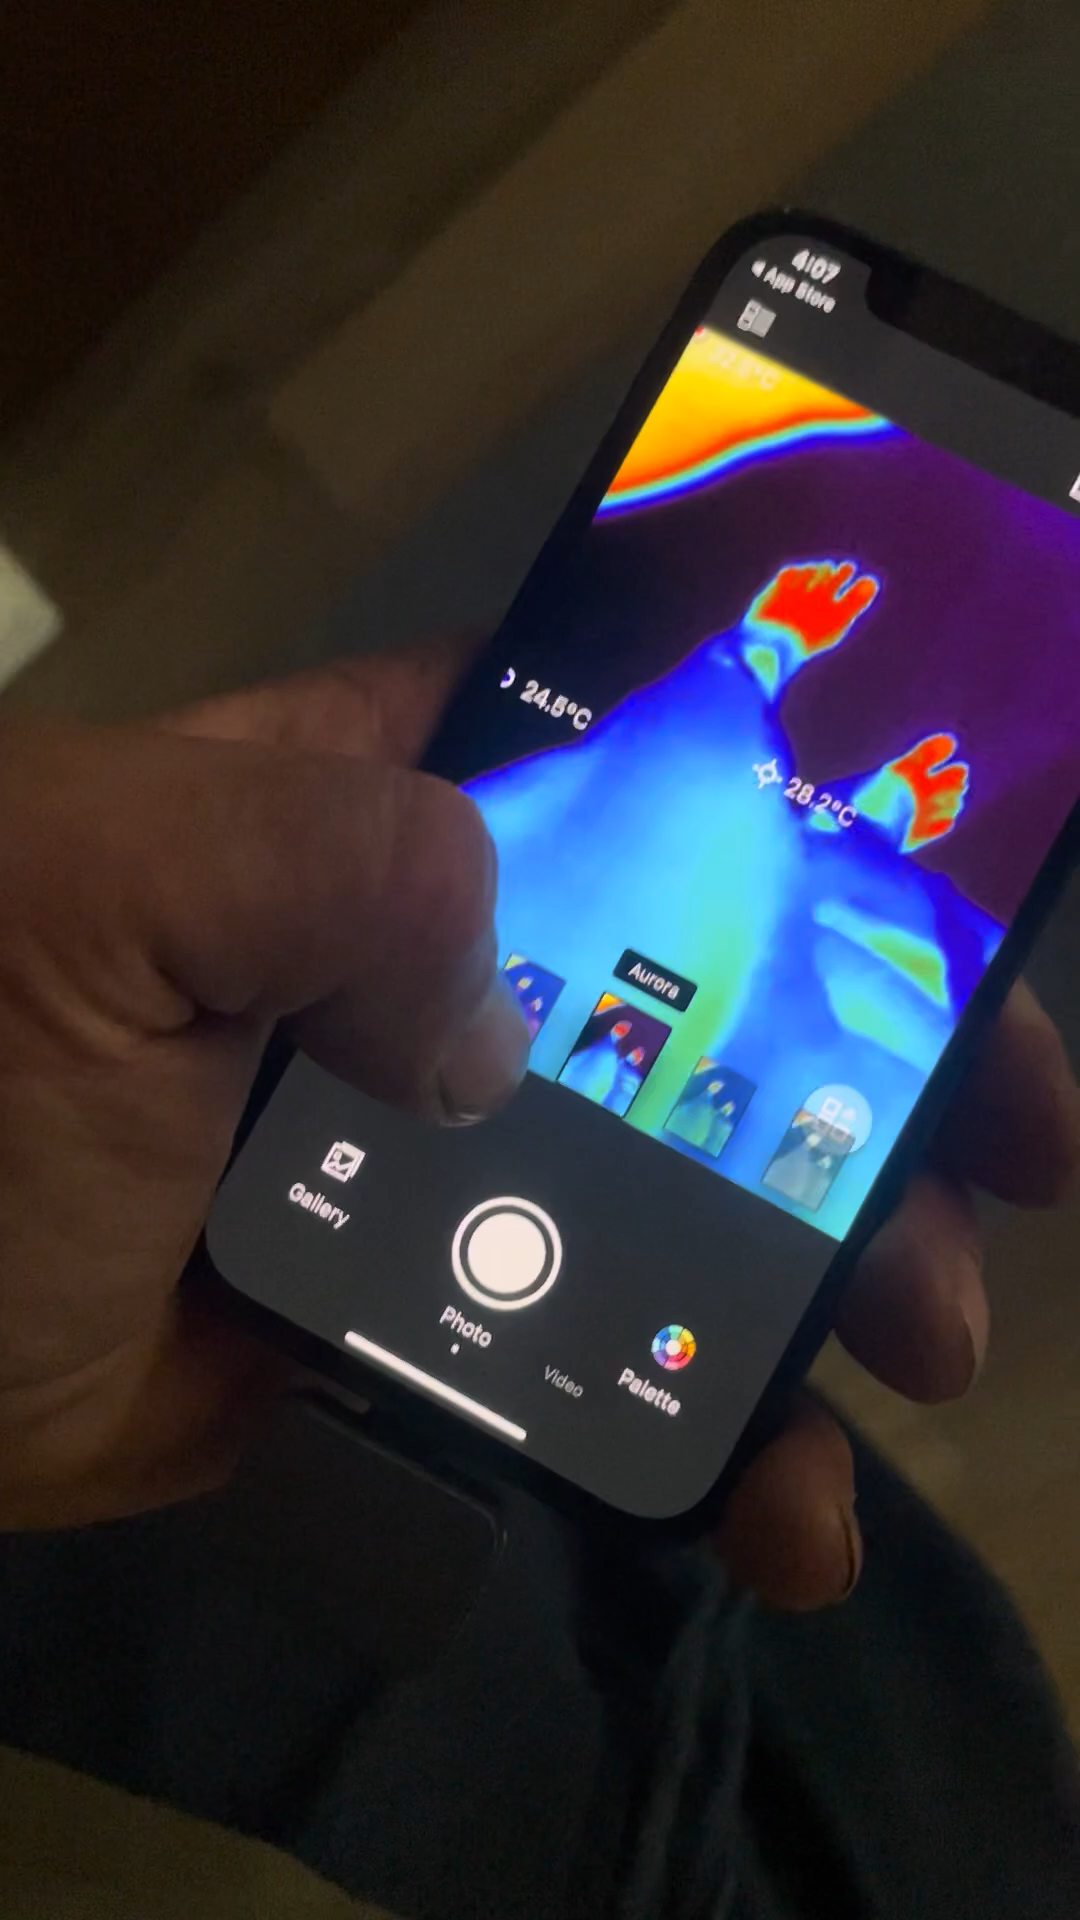 4:07
◀ App Store
24.5°C
28.2°C
Aurora
Gallery
Photo
Video
Palette